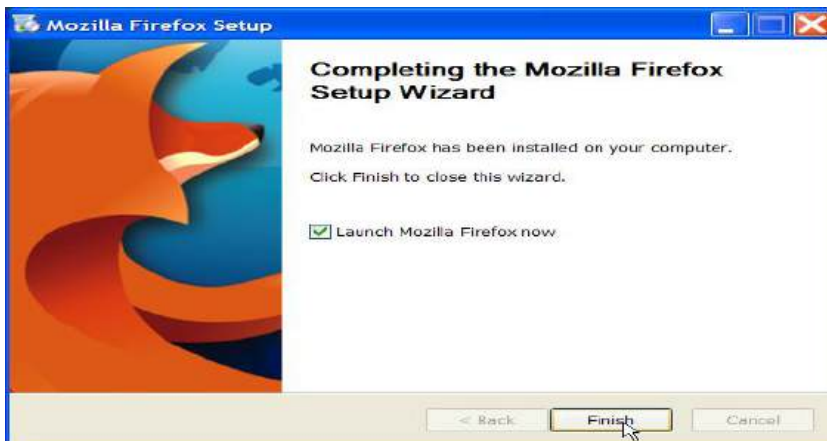 Mozilla Firefox Setup
Completing the Mozilla Firefox
Setup Wizard
Mozilla Firefox has been installed on your computer.
Click Finish to close this wizard.
Launch Mozilla Firefox now
< Back
Finish
Cancel